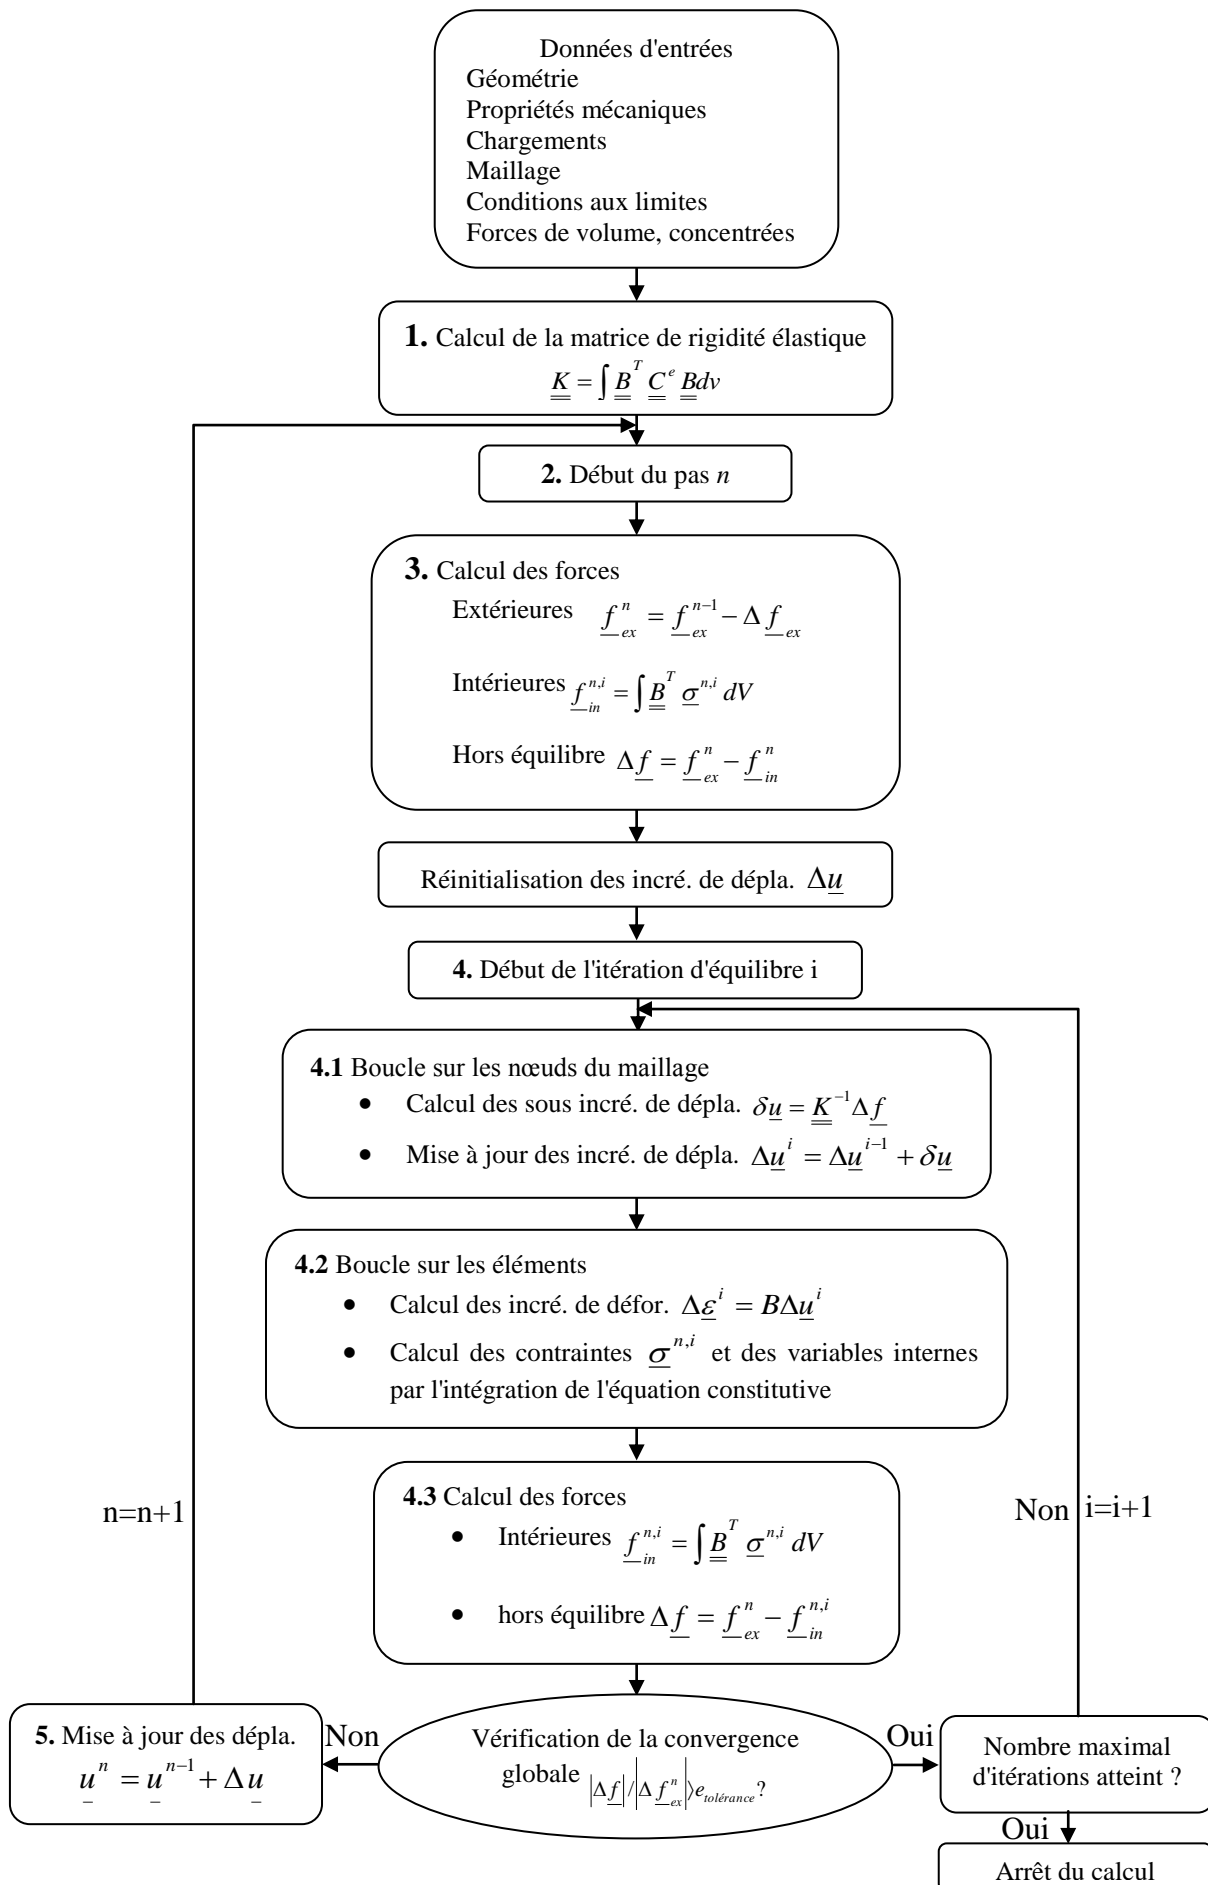 Données d'entrées
Géométrie
Propriétés mécaniques
Chargements
Maillage
Conditions aux limites
Forces de volume, concentrées
1. Calcul de la matrice de rigidité élastique
K = ∫ B^T C^e B dv
2. Début du pas n
3. Calcul des forces
Extérieures f_ex^n = f_ex^{n-1} − Δ f_ex
Intérieures f_in^{n,i} = ∫ B^T σ^{n,i} dV
Hors équilibre Δ f = f_ex^n − f_in^n
Réinitialisation des incré. de dépla. Δu
4. Début de l'itération d'équilibre i
4.1 Boucle sur les nœuds du maillage
• Calcul des sous incré. de dépla. δu = K^{-1} Δ f
• Mise à jour des incré. de dépla. Δu^i = Δu^{i-1} + δu
4.2 Boucle sur les éléments
• Calcul des incré. de défor. Δε^i = BΔu^i
• Calcul des contraintes σ^{n,i} et des variables internes
par l'intégration de l'équation constitutive
4.3 Calcul des forces
• Intérieures f_in^{n,i} = ∫ B^T σ^{n,i} dV
• hors équilibre Δ f = f_ex^n − f_in^{n,i}
n=n+1
Non i=i+1
5. Mise à jour des dépla.
u^n = u^{n-1} + Δ u
Non
Vérification de la convergence
globale |Δ f| / |Δ f_ex^n| ⟩ e_tolérance ?
Oui
Nombre maximal
d'itérations atteint ?
Oui
Arrêt du calcul